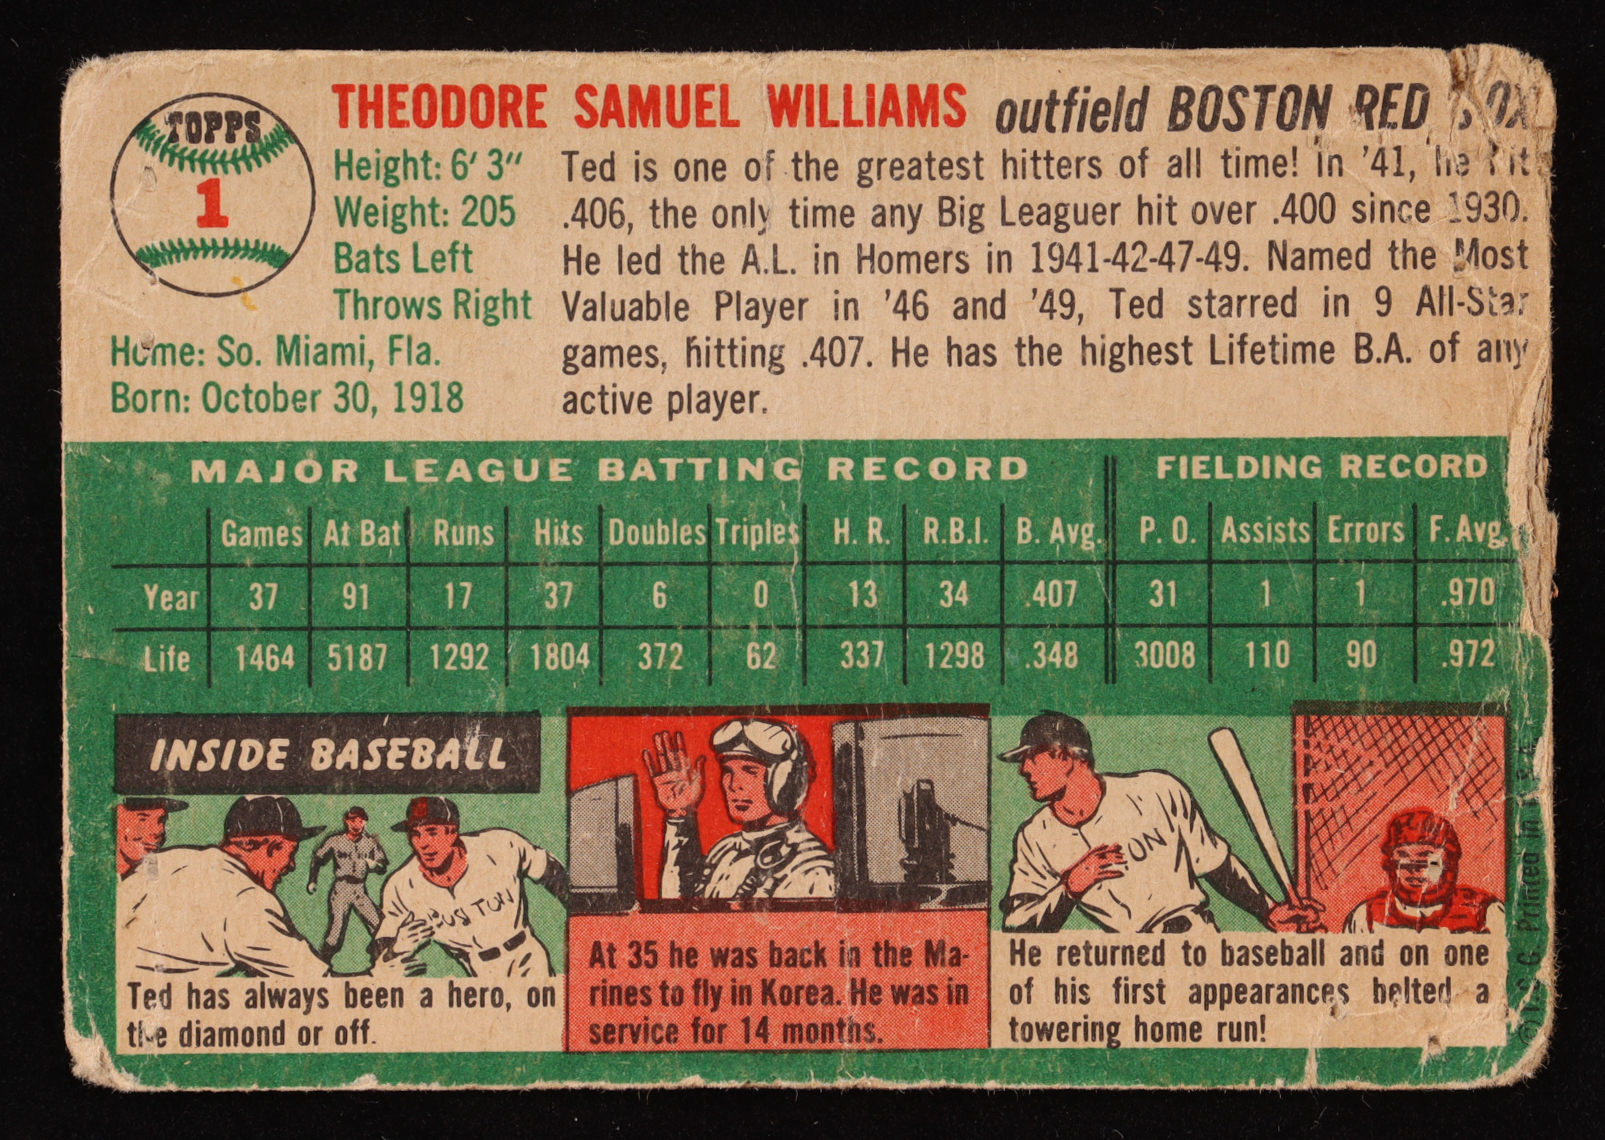 TOPPS
1
THEODORE SAMUEL WILLIAMS outfield BOSTON RED SOX
Height: 6' 3"
Weight: 205
Bats Left
Throws Right
Home: So. Miami, Fla.
Born: October 30, 1918
Ted is one of the greatest hitters of all time! In '41, he hit
.406, the only time any Big Leaguer hit over .400 since 1930.
He led the A.L. in Homers in 1941-42-47-49. Named the Most
Valuable Player in '46 and '49, Ted starred in 9 All-Star
games, hitting .407. He has the highest Lifetime B.A. of any
active player.
MAJOR LEAGUE BATTING RECORD FIELDING RECORD
Games At Bat Runs Hits Doubles Triples H. R. R.B.I. B. Avg. P. O. Assists Errors F. Avg.
Year 37 91 17 37 6 0 13 34 .407 31 1 1 .970
Life 1464 5187 1292 1804 372 62 337 1298 .348 3008 110 90 .972
INSIDE BASEBALL
BOSTON
Ted has always been a hero, on
the diamond or off.
At 35 he was back in the Ma-
rines to fly in Korea. He was in
service for 14 months.
ON
He returned to baseball and on one
of his first appearances belted a
towering home run!
©T.C.G. Printed in U.S.A.